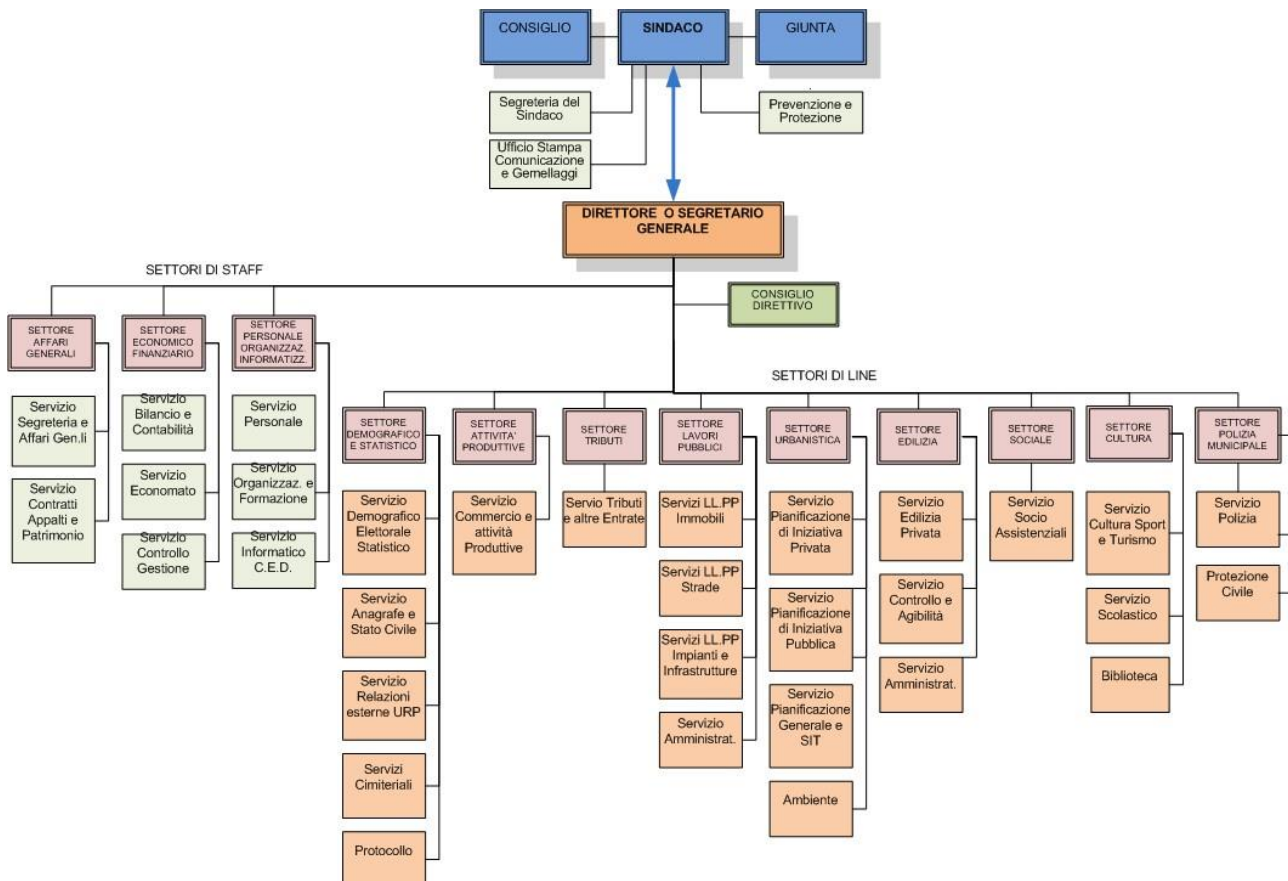 CONSIGLIO
SINDACO
GIUNTA
Segreteria del
Sindaco
Prevenzione e
Protezione
Ufficio Stampa
Comunicazione
e Gemellaggi
DIRETTORE O SEGRETARIO
GENERALE
SETTORI DI STAFF
CONSIGLIO
DIRETTIVO
SETTORE
AFFARI
GENERALI
SETTORE
ECONOMICO
FINANZIARIO
SETTORE
PERSONALE
ORGANIZZAZ.
INFORMATIZZ.
Servizio
Segreteria e
Affari Gen.li
Servizio
Contratti
Appalti e
Patrimonio
Servizio
Bilancio e
Contabilità
Servizio
Economato
Servizio
Controllo
Gestione
Servizio
Personale
Servizio
Organizzaz. e
Formazione
Servizio
Informatico
C.E.D.
SETTORI DI LINE
SETTORE
DEMOGRAFICO
E STATISTICO
SETTORE
ATTIVITA'
PRODUTTIVE
SETTORE
TRIBUTI
SETTORE
LAVORI
PUBBLICI
SETTORE
URBANISTICA
SETTORE
EDILIZIA
SETTORE
SOCIALE
SETTORE
CULTURA
SETTORE
POLIZIA
MUNICIPALE
Servizio
Demografico
Elettorale
Statistico
Servizio
Anagrafe e
Stato Civile
Servizio
Relazioni
esterne URP
Servizi
Cimiteriali
Protocollo
Servizio
Commercio e
attività
Produttive
Servio Tributi
e altre Entrate
Servizi LL.PP
Immobili
Servizi LL.PP
Strade
Servizi LL.PP
Impianti e
Infrastrutture
Servizio
Amministrat.
Servizio
Pianificazione
di Iniziativa
Privata
Servizio
Pianificazione
di Iniziativa
Pubblica
Servizio
Pianificazione
Generale e
SIT
Ambiente
Servizio
Edilizia
Privata
Servizio
Controllo e
Agibilità
Servizio
Amministrat.
Servizio
Socio
Assistenziali
Servizio
Cultura Sport
e Turismo
Servizio
Scolastico
Biblioteca
Servizio
Polizia
Protezione
Civile